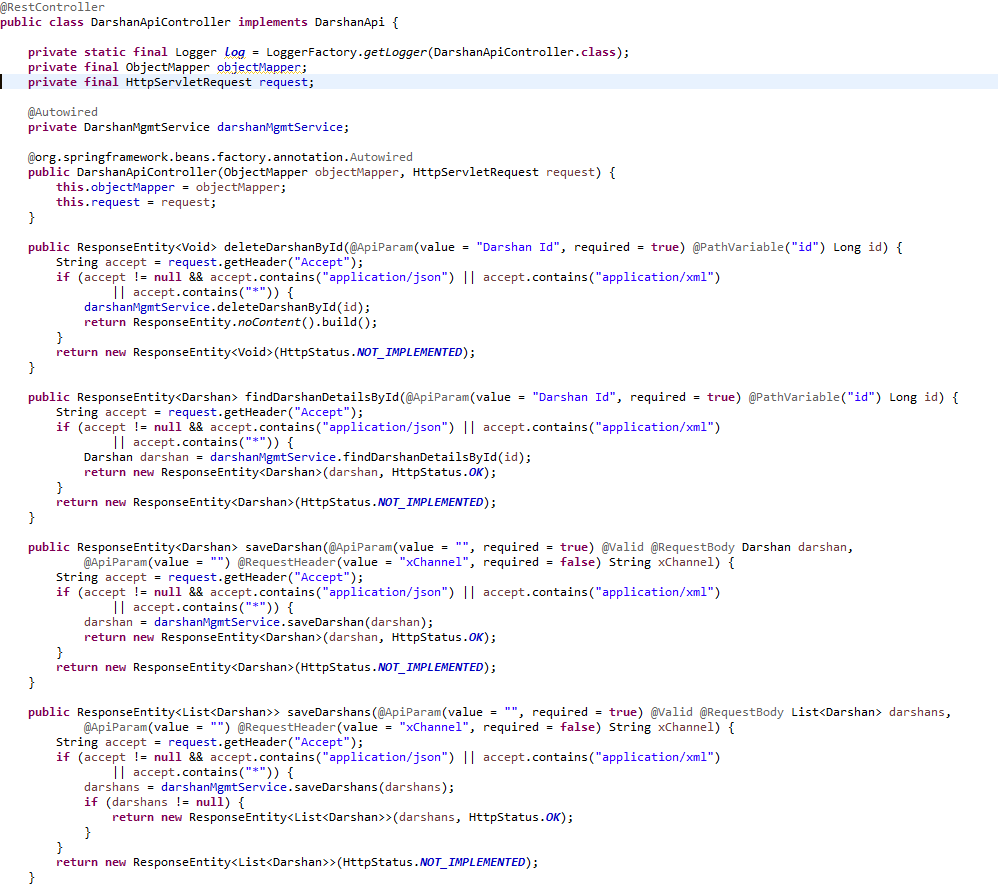 @RestController
public class DarshanApiController implements DarshanApi {
private static final Logger log = LoggerFactory.getLogger(DarshanApiController.class);
private final ObjectMapper objectMapper;
private final HttpServletRequest request;
@Autowired
private DarshanMgmtService darshanMgmtService;
@org.springframework.beans.factory.annotation.Autowired
public DarshanApiController(ObjectMapper objectMapper, HttpServletRequest request) {
this.objectMapper = objectMapper;
this.request = request;
}
public ResponseEntity<Void> deleteDarshanById(@ApiParam(value = "Darshan Id", required = true) @PathVariable("id") Long id) {
String accept = request.getHeader("Accept");
if (accept != null && accept.contains("application/json") || accept.contains("application/xml")
|| accept.contains("*")) {
darshanMgmtService.deleteDarshanById(id);
return ResponseEntity.noContent().build();
}
return new ResponseEntity<Void>(HttpStatus.NOT_IMPLEMENTED);
}
public ResponseEntity<Darshan> findDarshanDetailsById(@ApiParam(value = "Darshan Id", required = true) @PathVariable("id") Long id) {
String accept = request.getHeader("Accept");
if (accept != null && accept.contains("application/json") || accept.contains("application/xml")
|| accept.contains("*")) {
Darshan darshan = darshanMgmtService.findDarshanDetailsById(id);
return new ResponseEntity<Darshan>(darshan, HttpStatus.OK);
}
return new ResponseEntity<Darshan>(HttpStatus.NOT_IMPLEMENTED);
}
public ResponseEntity<Darshan> saveDarshan(@ApiParam(value = "", required = true) @Valid @RequestBody Darshan darshan,
@ApiParam(value = "") @RequestHeader(value = "xChannel", required = false) String xChannel) {
String accept = request.getHeader("Accept");
if (accept != null && accept.contains("application/json") || accept.contains("application/xml")
|| accept.contains("*")) {
darshan = darshanMgmtService.saveDarshan(darshan);
return new ResponseEntity<Darshan>(darshan, HttpStatus.OK);
}
return new ResponseEntity<Darshan>(HttpStatus.NOT_IMPLEMENTED);
}
public ResponseEntity<List<Darshan>> saveDarshans(@ApiParam(value = "", required = true) @Valid @RequestBody List<Darshan> darshans,
@ApiParam(value = "") @RequestHeader(value = "xChannel", required = false) String xChannel) {
String accept = request.getHeader("Accept");
if (accept != null && accept.contains("application/json") || accept.contains("application/xml")
|| accept.contains("*")) {
darshans = darshanMgmtService.saveDarshans(darshans);
if (darshans != null) {
return new ResponseEntity<List<Darshan>>(darshans, HttpStatus.OK);
}
}
return new ResponseEntity<List<Darshan>>(HttpStatus.NOT_IMPLEMENTED);
}